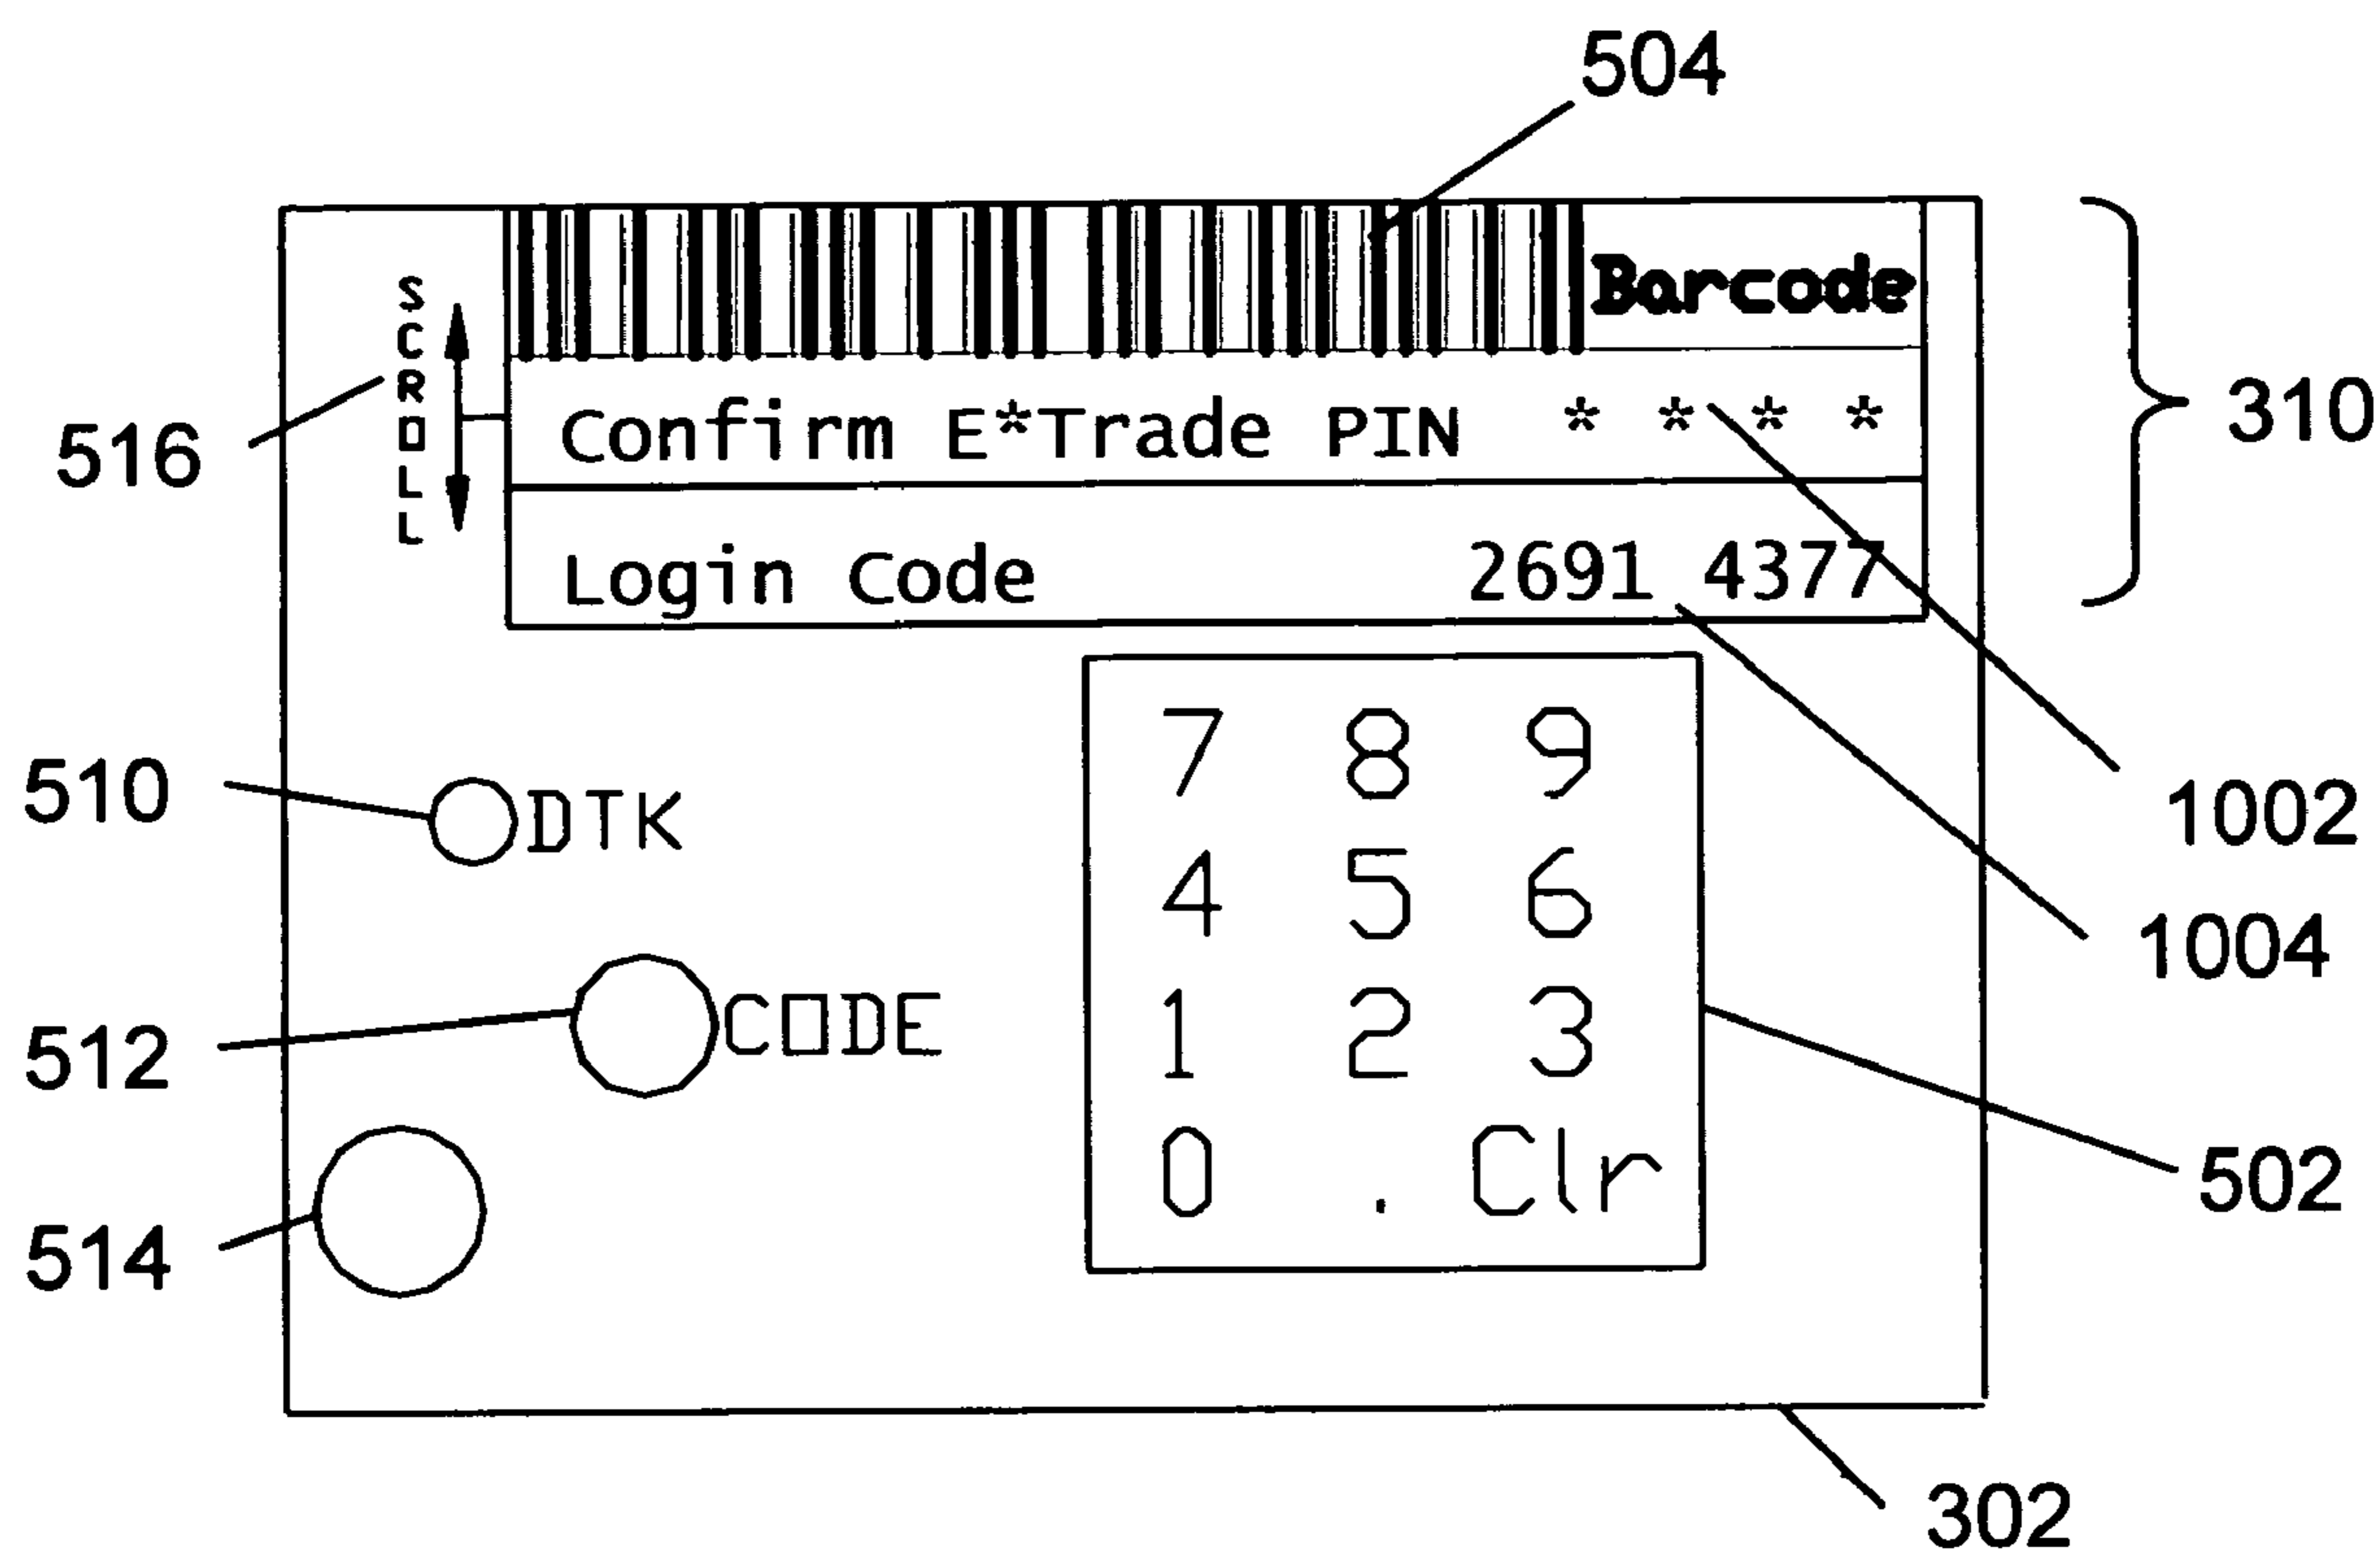 504
Barcode
SCROLL
Confirm E*Trade PIN * * * *
310
516
Login Code 2691 4377
7 8 9
510
DTK
1002
4 5 6
1004
CODE
1 2 3
512
0 . Clr
502
514
302